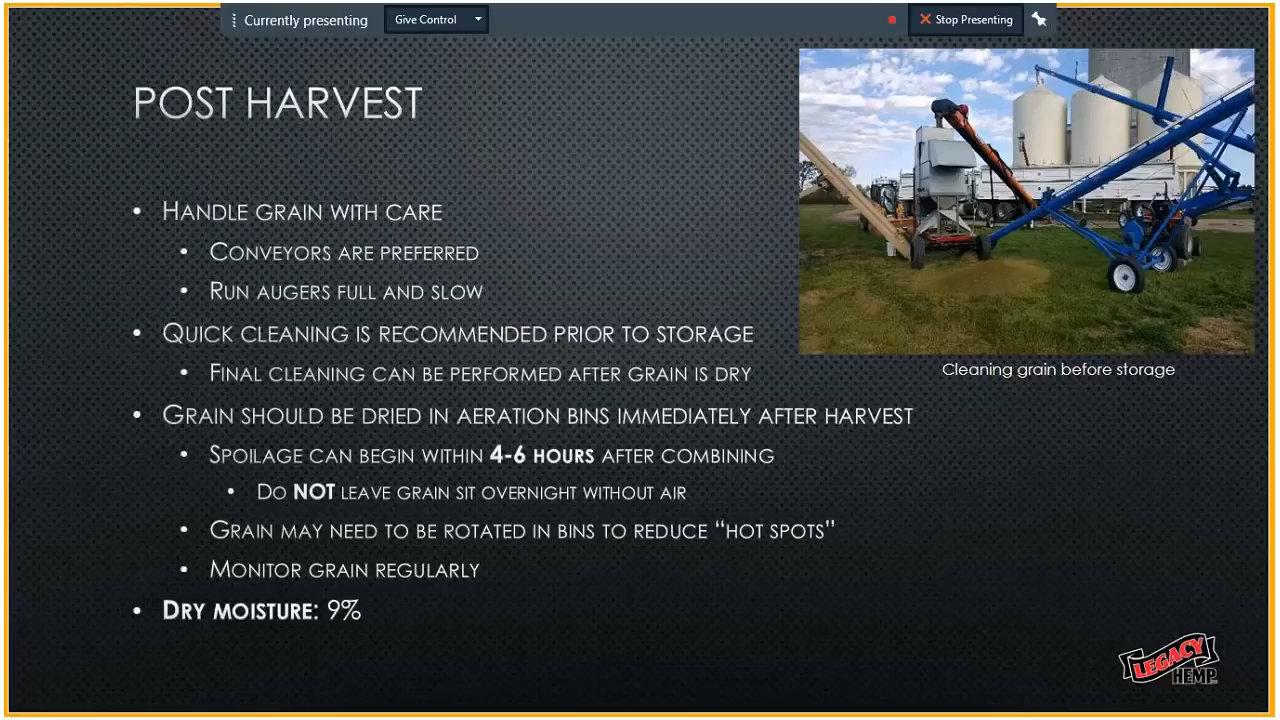 Currently presenting
Give Control
Stop Presenting
POST HARVEST
• HANDLE GRAIN WITH CARE
• CONVEYORS ARE PREFERRED
• RUN AUGERS FULL AND SLOW
• QUICK CLEANING IS RECOMMENDED PRIOR TO STORAGE
• FINAL CLEANING CAN BE PERFORMED AFTER GRAIN IS DRY
• GRAIN SHOULD BE DRIED IN AERATION BINS IMMEDIATELY AFTER HARVEST
• SPOILAGE CAN BEGIN WITHIN 4-6 HOURS AFTER COMBINING
• DO NOT LEAVE GRAIN SIT OVERNIGHT WITHOUT AIR
• GRAIN MAY NEED TO BE ROTATED IN BINS TO REDUCE “HOT SPOTS”
• MONITOR GRAIN REGULARLY
• DRY MOISTURE: 9%
Cleaning grain before storage
LEGACY
HEMP